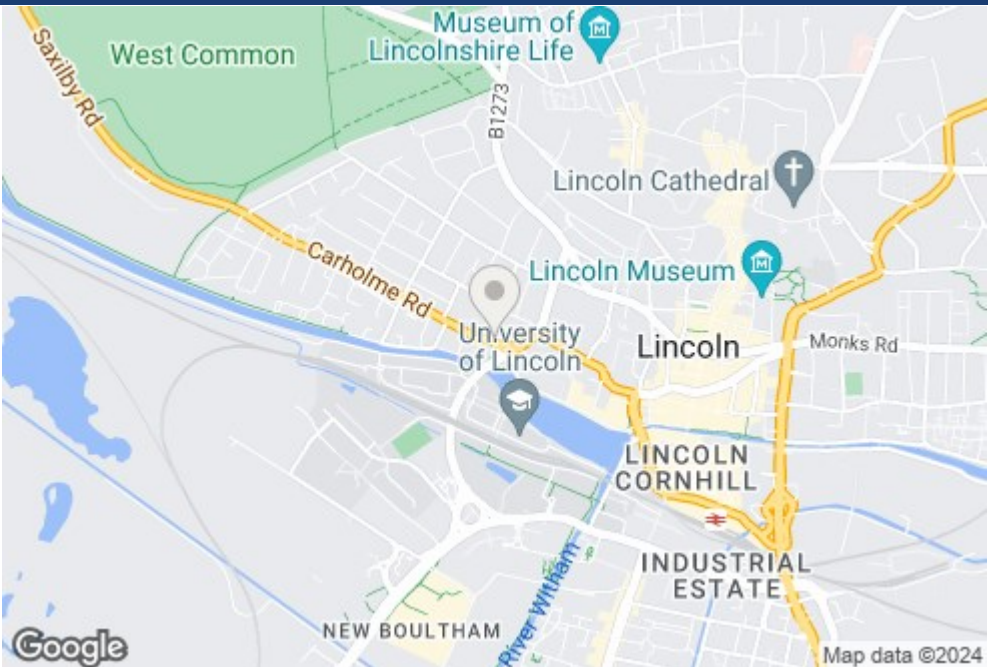 Museum of
Lincolnshire Life
West Common
Saxilby Rd
B1273
Lincoln Cathedral
Carholme Rd
Lincoln Museum
University
of Lincoln
Lincoln
Monks Rd
LINCOLN
CORNHILL
INDUSTRIAL
ESTATE
River Witham
NEW BOULTHAM
Google
Map data ©2024